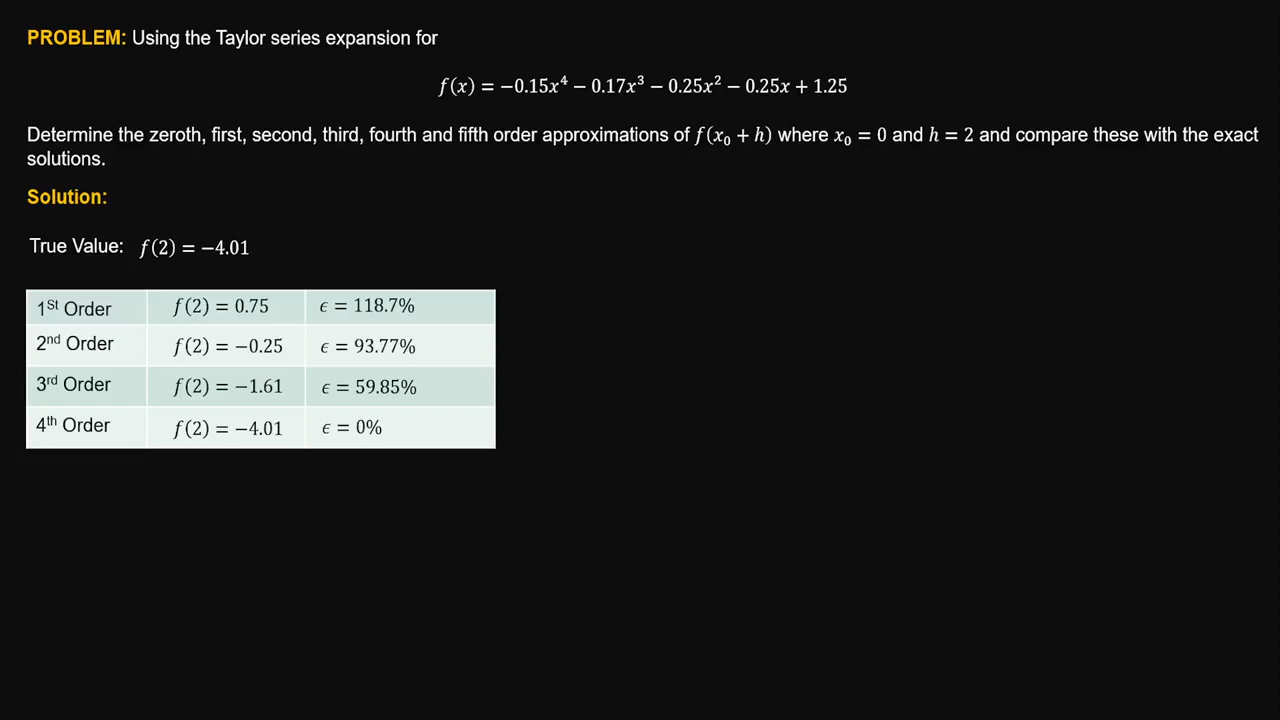 PROBLEM: Using the Taylor series expansion for
f(x) = −0.15x⁴ − 0.17x³ − 0.25x² − 0.25x + 1.25
Determine the zeroth, first, second, third, fourth and fifth order approximations of f(x₀ + h) where x₀ = 0 and h = 2 and compare these with the exact
solutions.
Solution:
True Value: f(2) = −4.01
1St Order f(2) = 0.75 ϵ = 118.7%
2nd Order f(2) = −0.25 ϵ = 93.77%
3rd Order f(2) = −1.61 ϵ = 59.85%
4th Order f(2) = −4.01 ϵ = 0%